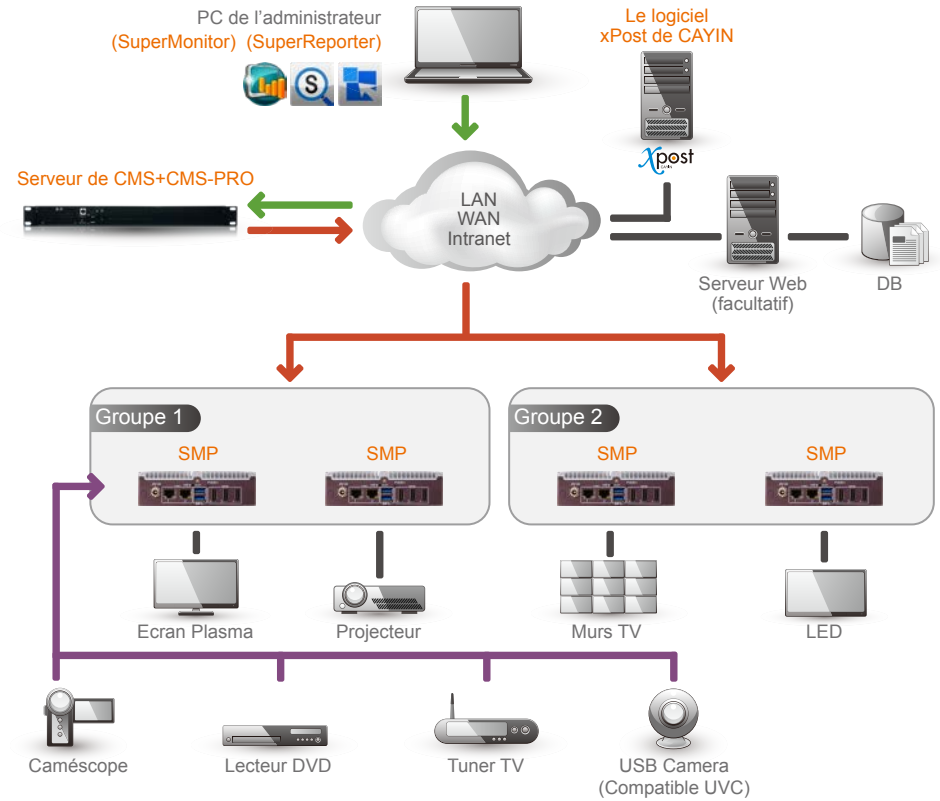 PC de l'administrateur
(SuperMonitor) (SuperReporter)
S
Le logiciel
xPost de CAYIN
Xpost
CAYIN
Serveur de CMS+CMS-PRO
LAN
WAN
Intranet
Serveur Web
(facultatif)
DB
Groupe 1
SMP
SMP
Groupe 2
SMP
SMP
Ecran Plasma
Projecteur
Murs TV
LED
Caméscope
Lecteur DVD
Tuner TV
USB Camera
(Compatible UVC)